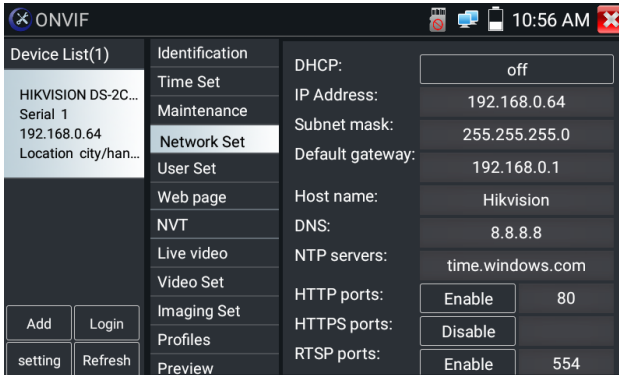 ONVIF
10:56 AM
Device List(1)
HIKVISION DS-2C...
Serial 1
192.168.0.64
Location city/han...
Add
Login
setting
Refresh
Identification
Time Set
Maintenance
Network Set
User Set
Web page
NVT
Live video
Video Set
Imaging Set
Profiles
Preview
DHCP: off
IP Address: 192.168.0.64
Subnet mask: 255.255.255.0
Default gateway: 192.168.0.1
Host name: Hikvision
DNS: 8.8.8.8
NTP servers: time.windows.com
HTTP ports: Enable 80
HTTPS ports: Disable
RTSP ports: Enable 554